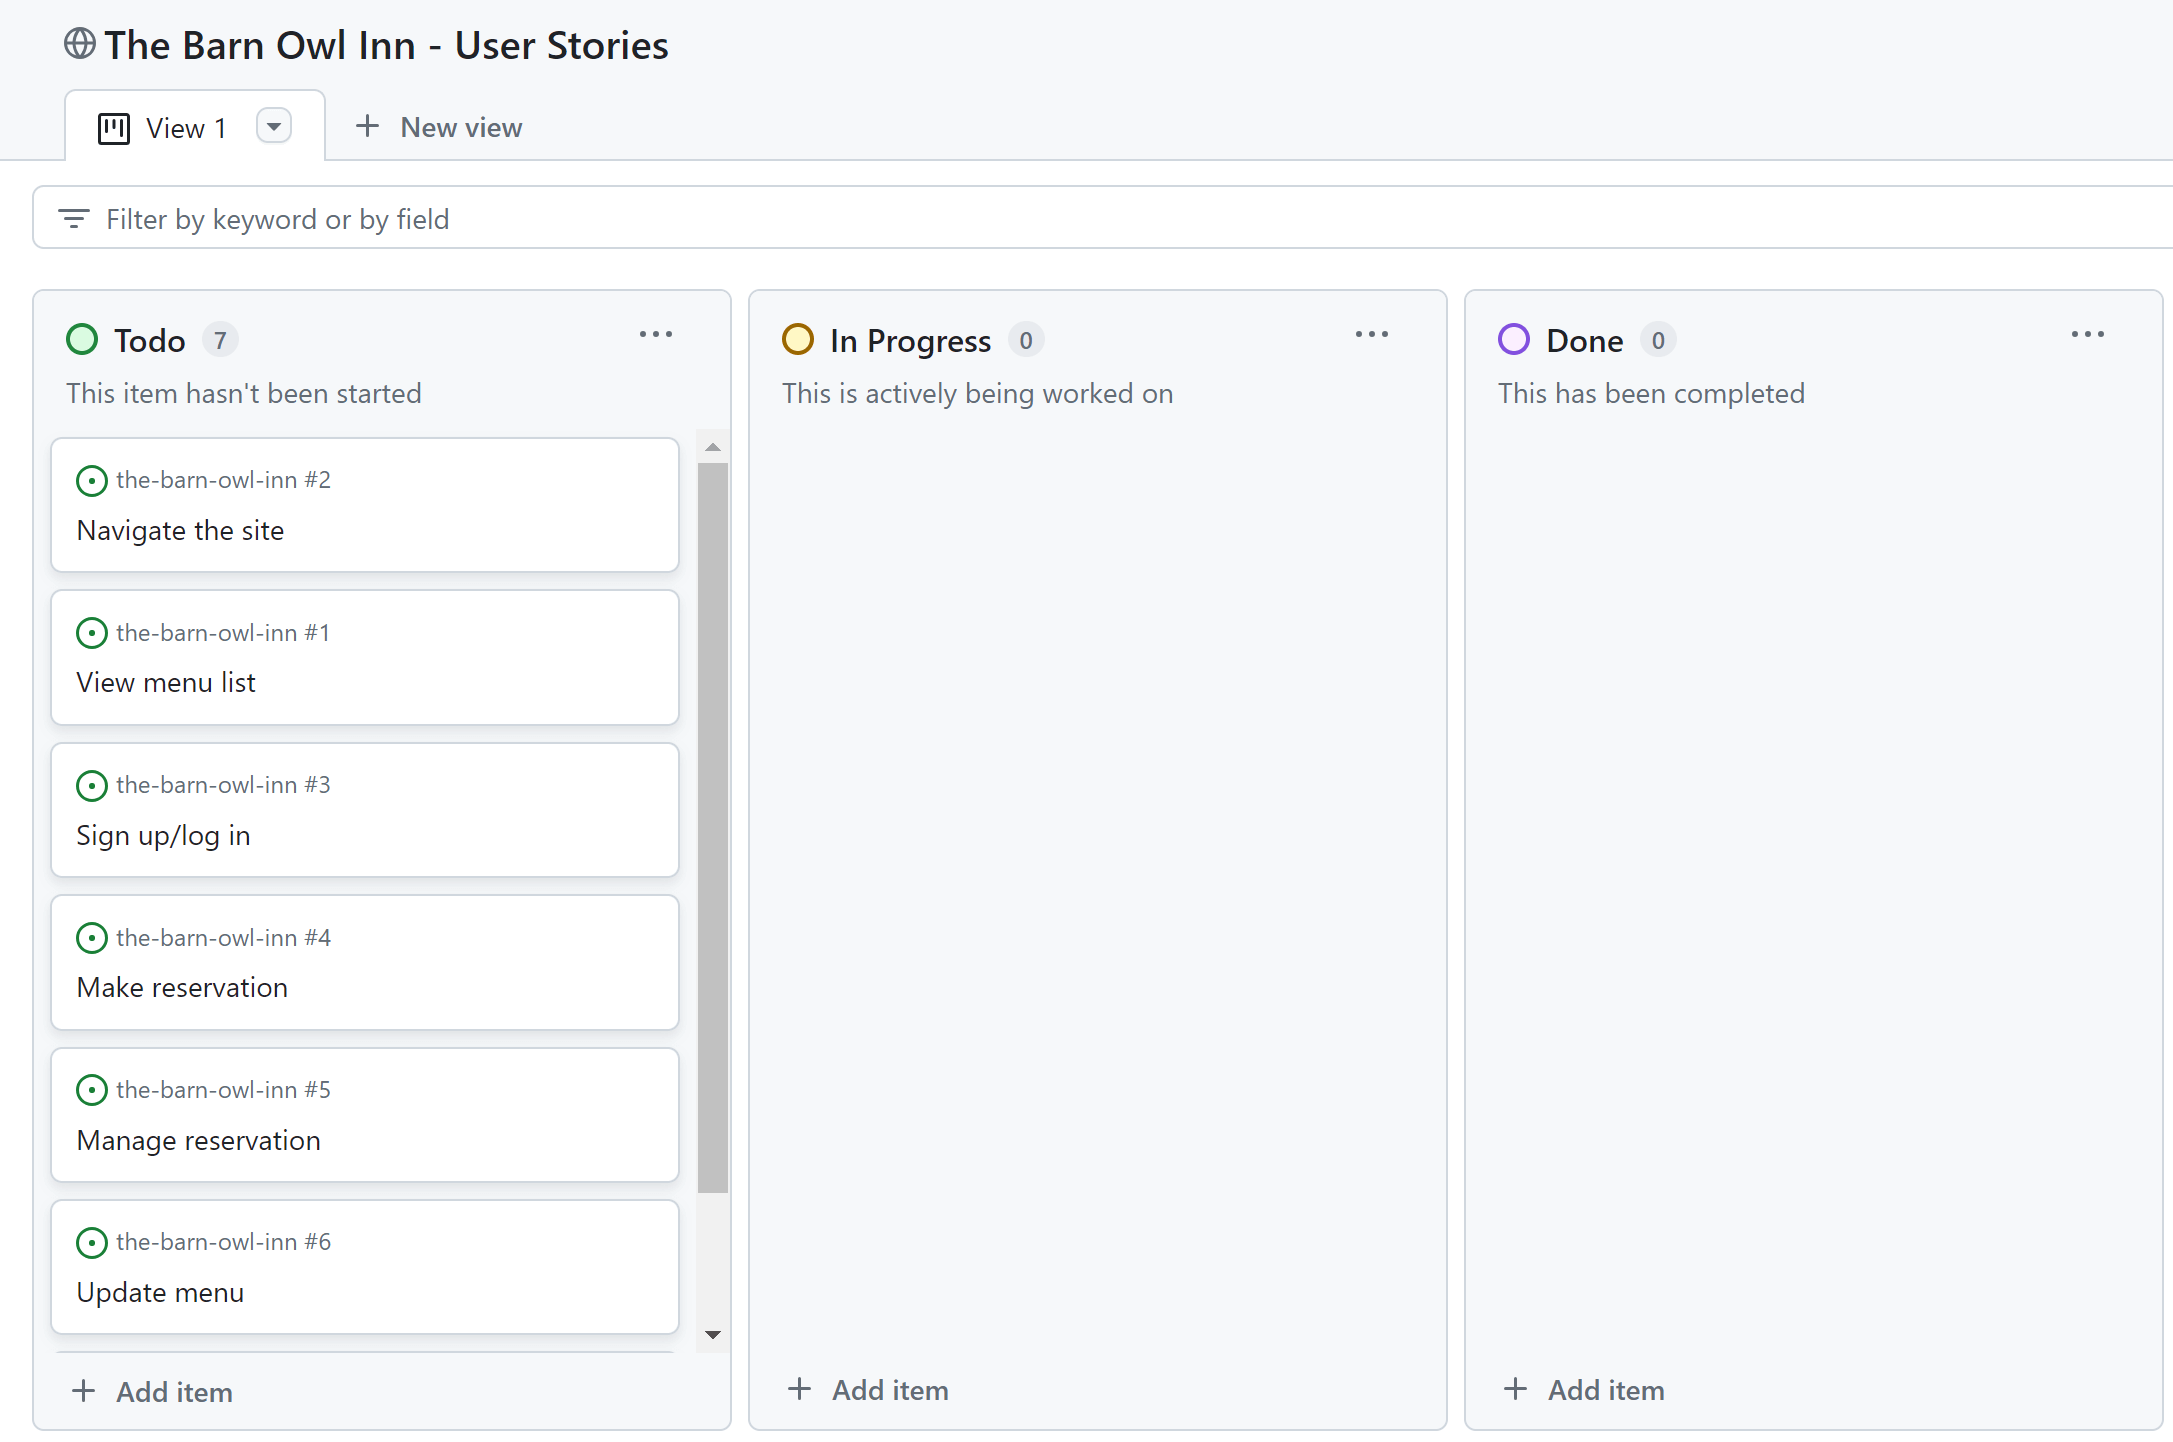 The Barn Owl Inn - User Stories
View 1
New view
Filter by keyword or by field
Todo 7
This item hasn't been started
the-barn-owl-inn #2
Navigate the site
the-barn-owl-inn #1
View menu list
the-barn-owl-inn #3
Sign up/log in
the-barn-owl-inn #4
Make reservation
the-barn-owl-inn #5
Manage reservation
the-barn-owl-inn #6
Update menu
Add item
In Progress 0
This is actively being worked on
Add item
Done 0
This has been completed
Add item